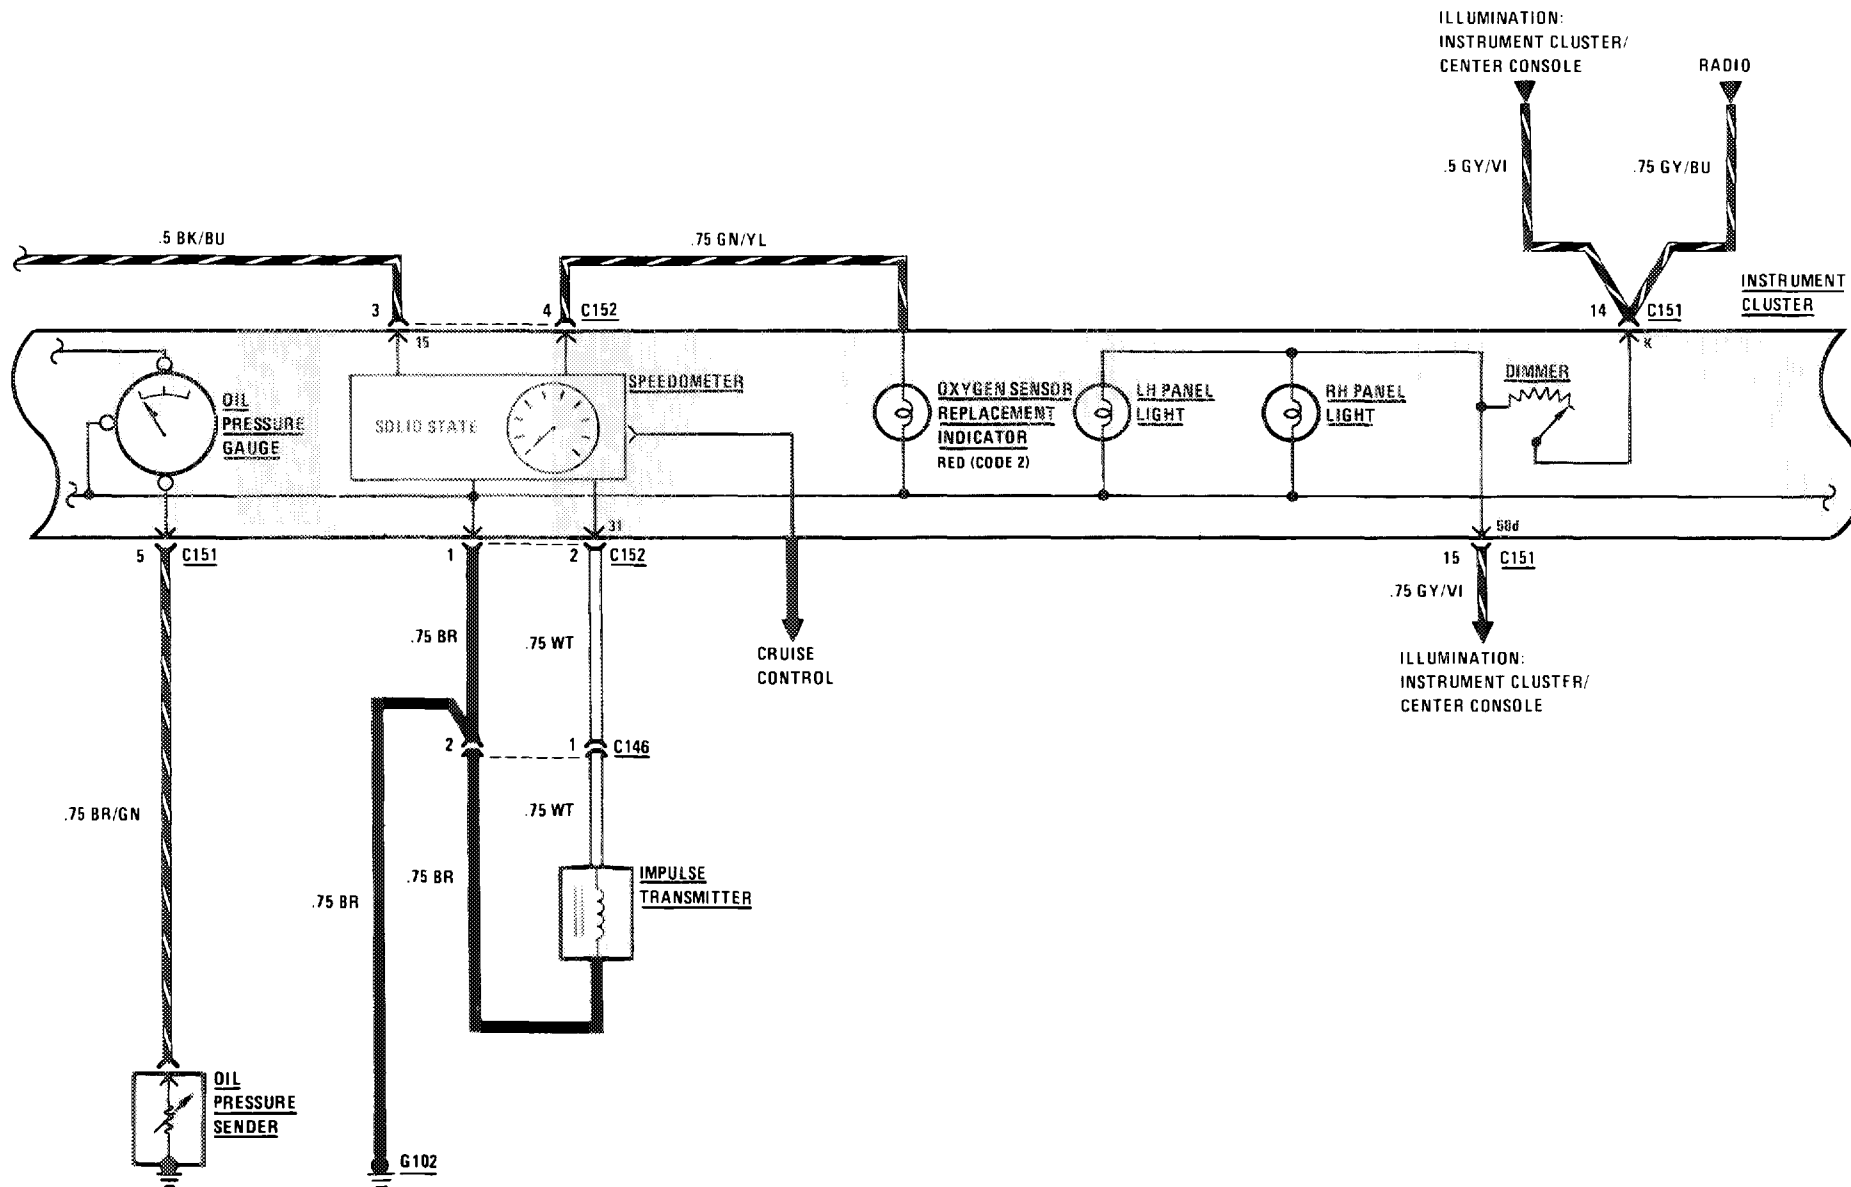 ILLUMINATION:
INSTRUMENT CLUSTER/
CENTER CONSOLE
RADIO
.5 GY/VI
.75 GY/BU
.5 BK/BU
.75 GN/YL
INSTRUMENT
CLUSTER
3
4
C152
14
C151
15
K
OIL
PRESSURE
GAUGE
SOLID STATE
SPEEDOMETER
OXYGEN SENSOR
REPLACEMENT
INDICATOR
RED (CODE 2)
LH PANEL
LIGHT
RH PANEL
LIGHT
DIMMER
31
58d
5
C151
1
2
C152
15
C151
.75 GY/VI
.75 BR
.75 WT
CRUISE
CONTROL
ILLUMINATION:
INSTRUMENT CLUSTER/
CENTER CONSOLE
2
1
C146
.75 BR/GN
.75 WT
.75 BR
.75 BR
IMPULSE
TRANSMITTER
OIL
PRESSURE
SENDER
G102